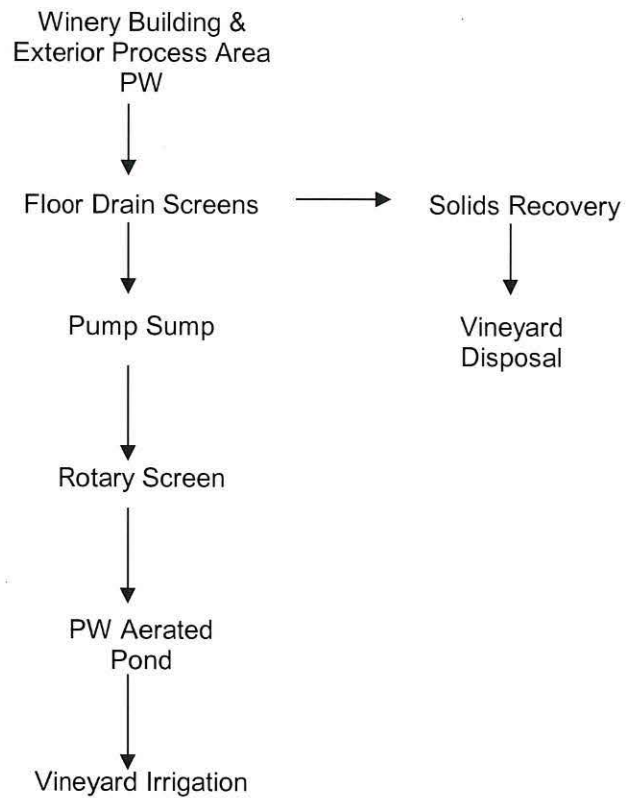 Winery Building &
Exterior Process Area
PW
Floor Drain Screens
Solids Recovery
Pump Sump
Vineyard
Disposal
Rotary Screen
PW Aerated
Pond
Vineyard Irrigation